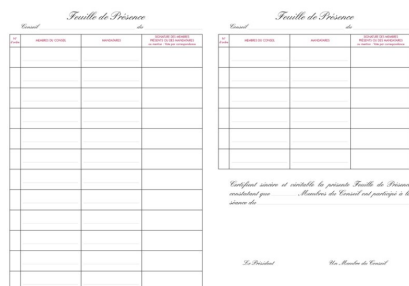 Feuille de Présence
Conseil du
N° d'ordre MEMBRES DU CONSEIL MANDATAIRES SIGNATURE DES MEMBRES PRÉSENTS OU DES MANDATAIRES
Feuille de Présence
Conseil du
N° d'ordre MEMBRES DU CONSEIL MANDATAIRES SIGNATURE DES MEMBRES PRÉSENTS OU DES MANDATAIRES
Certifiant sincère et véritable la présente Feuille de Présence
constatant que Membres du Conseil ont participé à la
séance du
Le Président Un Membre du Conseil